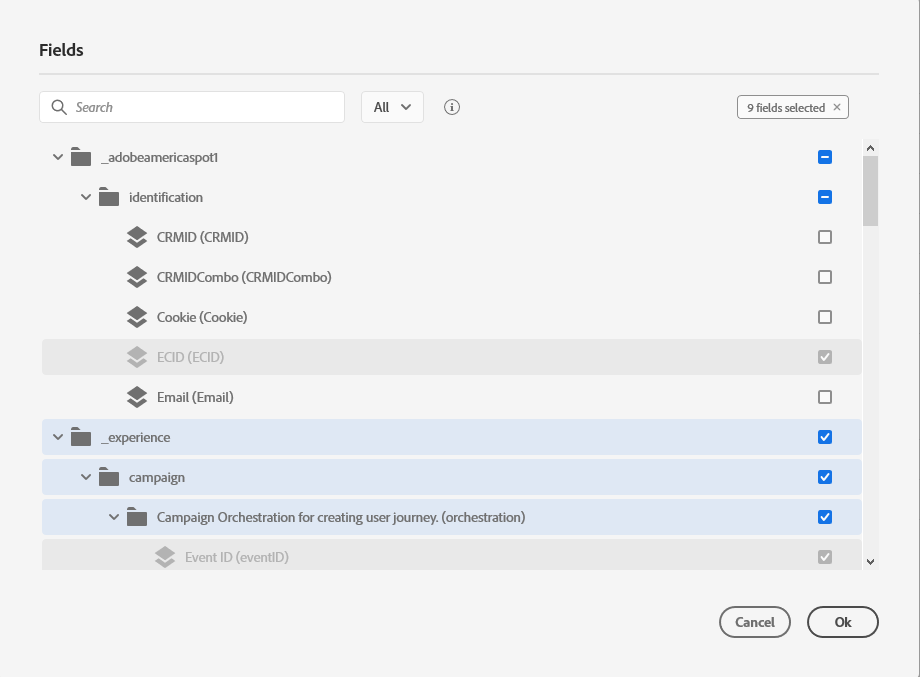 Fields
Search
All
9 fields selected
_adobeamericaspot1
identification
CRMID (CRMID)
CRMIDCombo (CRMIDCombo)
Cookie (Cookie)
ECID (ECID)
Email (Email)
_experience
campaign
Campaign Orchestration for creating user journey. (orchestration)
Event ID (eventID)
Cancel
Ok